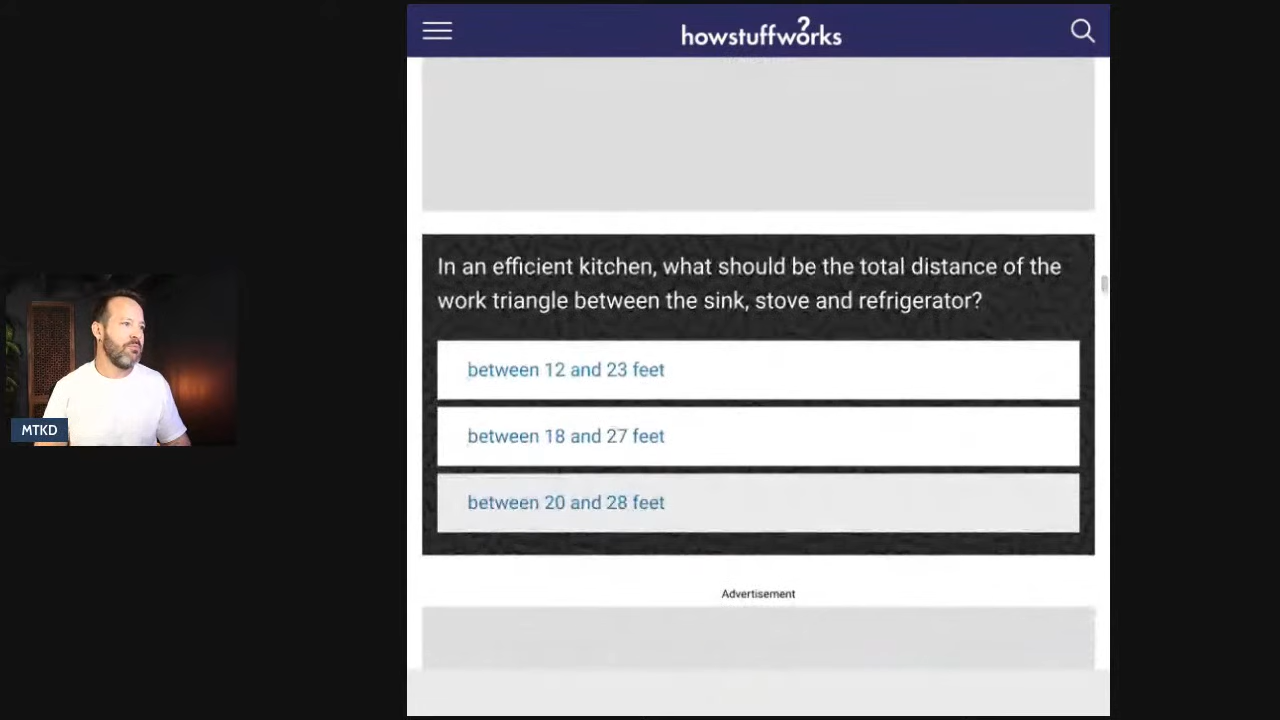 howstuffworks
In an efficient kitchen, what should be the total distance of the
work triangle between the sink, stove and refrigerator?
between 12 and 23 feet
between 18 and 27 feet
between 20 and 28 feet
MTKD
Advertisement